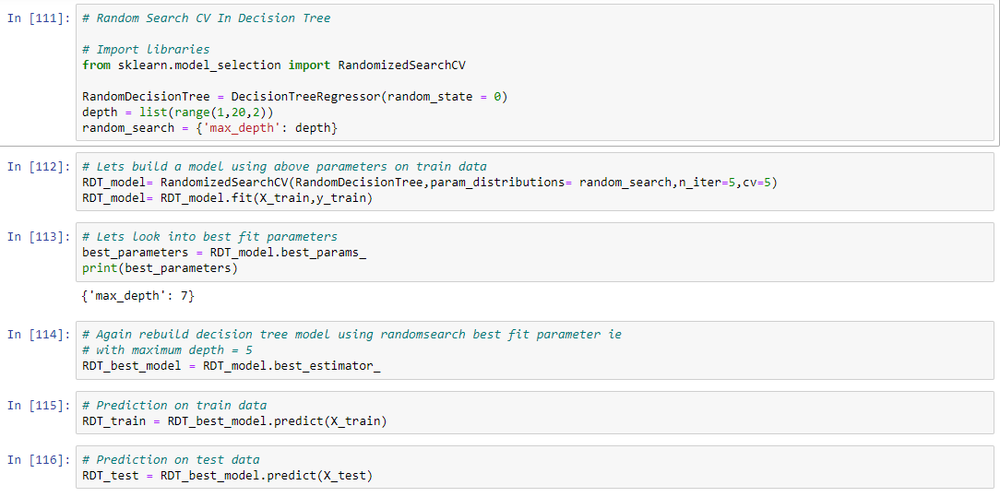 In [111]: # Random Search CV In Decision Tree
# Import libraries
from sklearn.model_selection import RandomizedSearchCV
RandomDecisionTree = DecisionTreeRegressor(random_state = 0)
depth = list(range(1,20,2))
random_search = {'max_depth': depth}
In [112]: # Lets build a model using above parameters on train data
RDT_model= RandomizedSearchCV(RandomDecisionTree,param_distributions= random_search,n_iter=5,cv=5)
RDT_model= RDT_model.fit(X_train,y_train)
In [113]: # Lets look into best fit parameters
best_parameters = RDT_model.best_params_
print(best_parameters)
{'max_depth': 7}
In [114]: # Again rebuild decision tree model using randomsearch best fit parameter ie
# with maximum depth = 5
RDT_best_model = RDT_model.best_estimator_
In [115]: # Prediction on train data
RDT_train = RDT_best_model.predict(X_train)
In [116]: # Prediction on test data
RDT_test = RDT_best_model.predict(X_test)